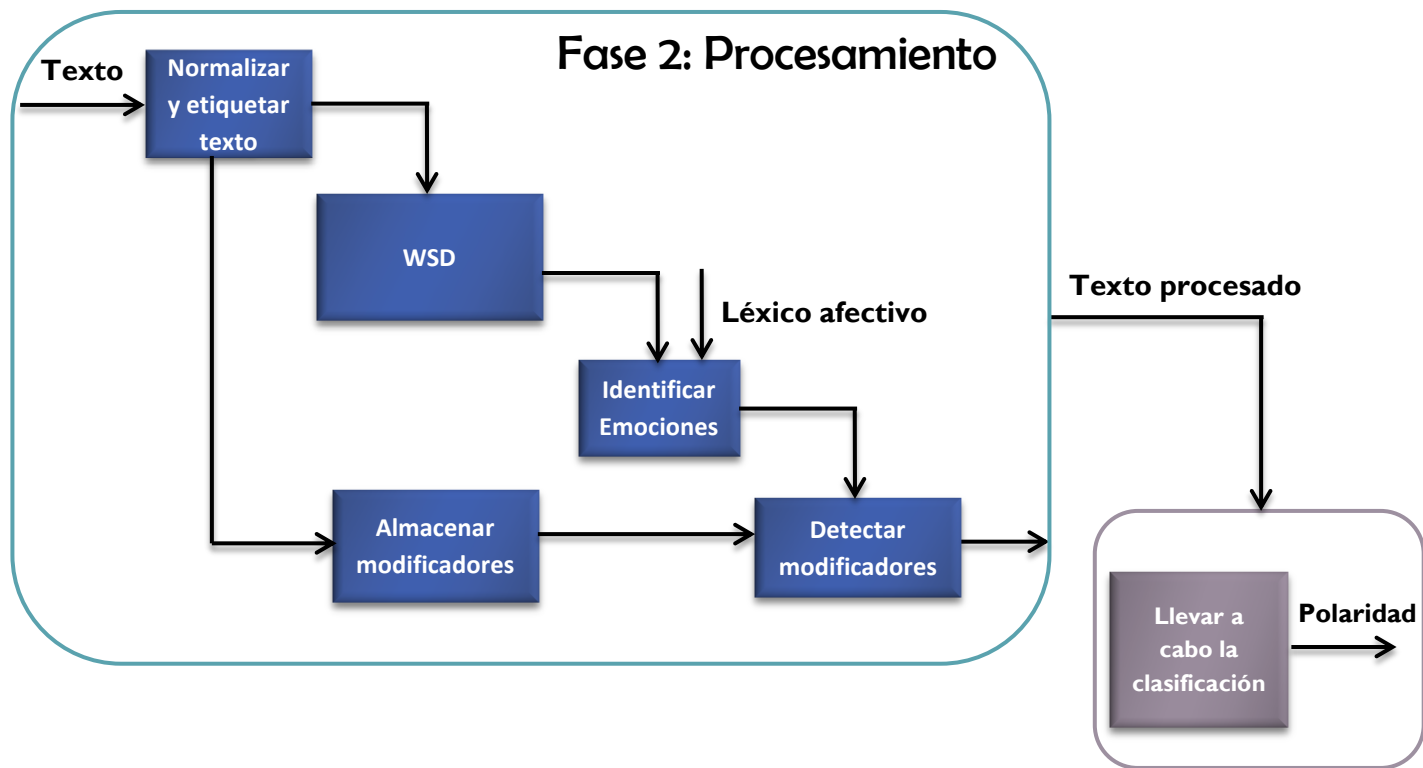 Fase 2: Procesamiento
Texto
Normalizar
y etiquetar
texto
WSD
Léxico afectivo
Identificar
Emociones
Almacenar
modificadores
Detectar
modificadores
Texto procesado
Llevar a
cabo la
clasificación
Polaridad